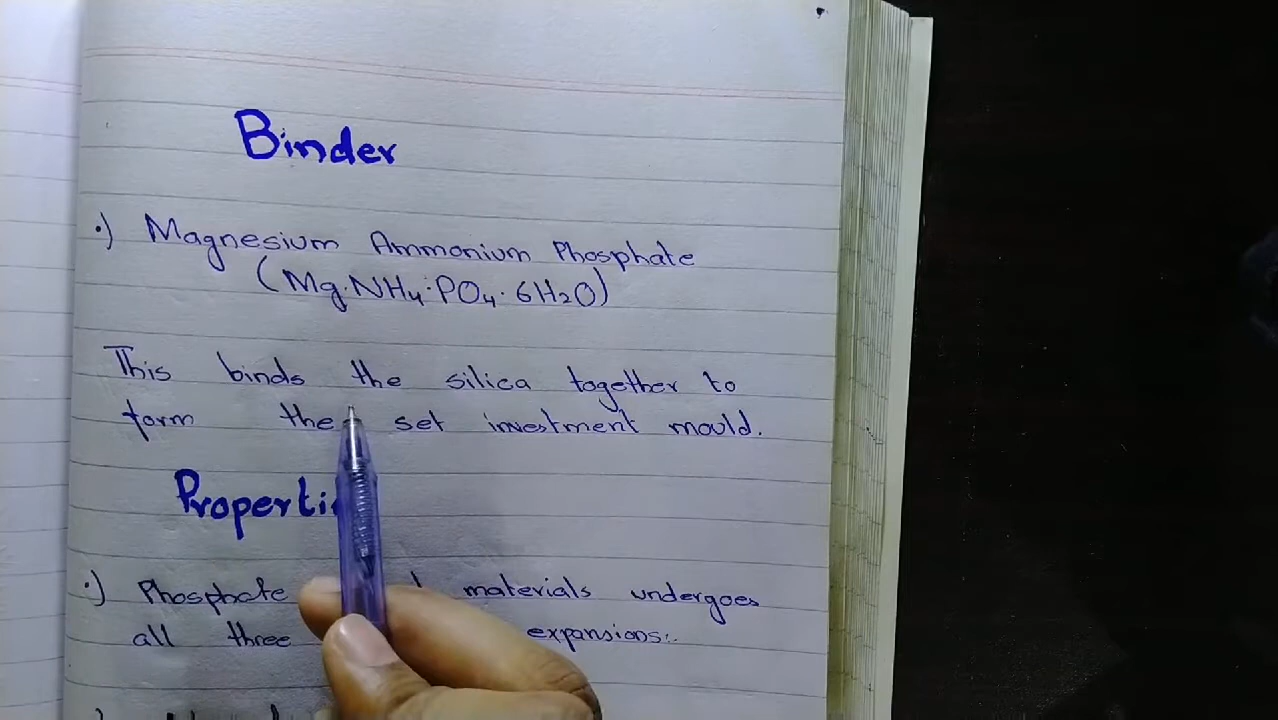 Binder
•) Magnesium Ammonium Phosphate
(Mg.NH4:PO4.6H2O)
This binds the silica together to
form the set investment mould.
Phosphate materials undergoes
all three expansions:.